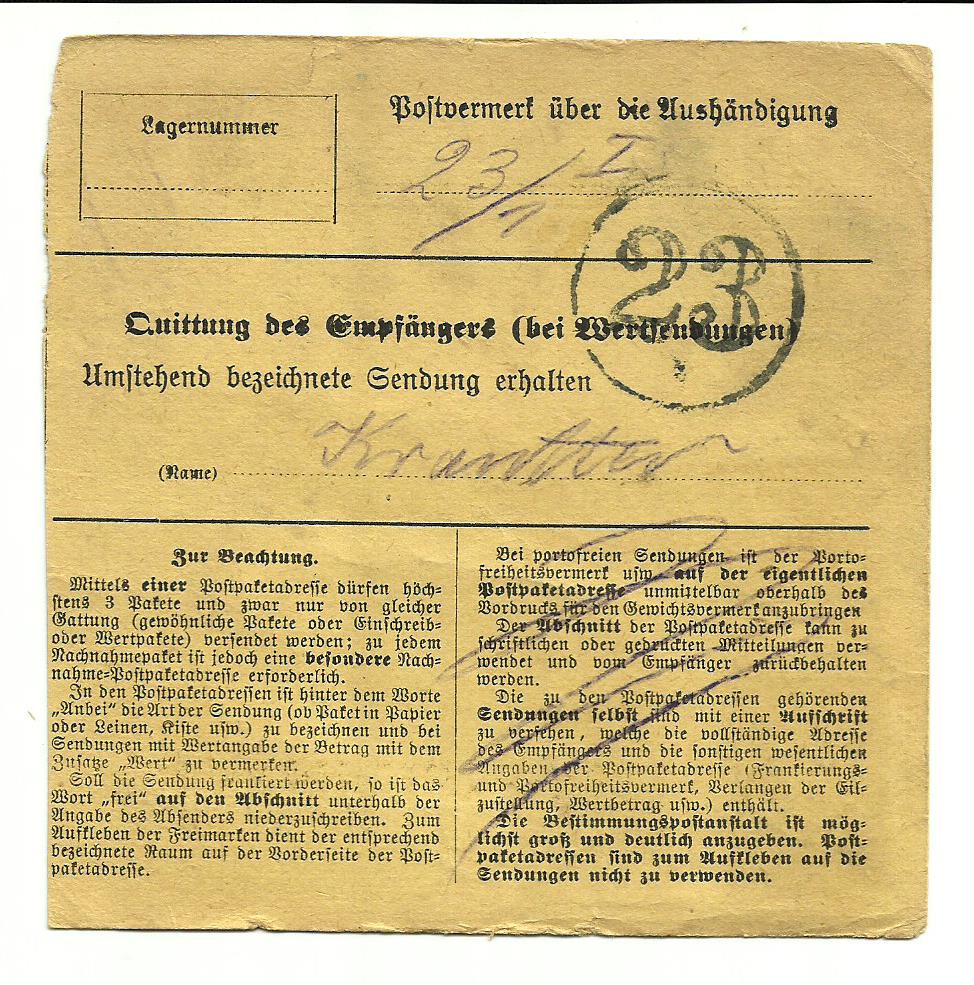 Lagernummer
Postvermerk über die Aushändigung
23/1 I
23
Quittung des Empfängers (bei Wertsendungen)
Umstehend bezeichnete Sendung erhalten
(Name)
Zur Beachtung.
Mittels einer Postpaketadresse dürfen höch-
stens 3 Pakete und zwar nur von gleicher
Gattung (gewöhnliche Pakete oder Einschreib-
oder Wertpakete) versendet werden; zu jedem
Nachnahmepaket ist jedoch eine besondere Nach-
nahme-Postpaketadresse erforderlich.
In den Postpaketadressen ist hinter dem Worte
„Anbei“ die Art der Sendung (ob Paket in Papier
oder Leinen, Kiste usw.) zu bezeichnen und bei
Sendungen mit Wertangabe der Betrag mit dem
Zusatze „Wert“ zu vermerken.
Soll die Sendung frankiert werden, so ist das
Wort „frei“ auf den Abschnitt unterhalb der
Angabe des Absenders niederzuschreiben. Zum
Aufkleben der Freimarken dient der entsprechend
bezeichnete Raum auf der Vorderseite der Post-
paketadresse.
Bei portofreien Sendungen ist der Porto-
freiheitsvermerk usw. auf der eigentlichen
Postpaketadresse unmittelbar oberhalb des
Vordrucks für den Gewichtsvermerk anzubringen
Der Abschnitt der Postpaketadresse kann zu
schriftlichen oder gedruckten Mitteilungen ver-
wendet und vom Empfänger zurückbehalten
werden.
Die zu den Postpaketadressen gehörenden
Sendungen selbst sind mit einer Aufschrift
zu versehen, welche die vollständige Adresse
des Empfängers und die sonstigen wesentlichen
Angaben der Postpaketadresse (Frankierungs-
und Portofreiheitsvermerk, Verlangen der Eil-
zustellung, Wertbetrag usw.) enthält.
Die Bestimmungspostanstalt ist mög-
lichst groß und deutlich anzugeben. Post-
paketadressen sind zum Aufkleben auf die
Sendungen nicht zu verwenden.